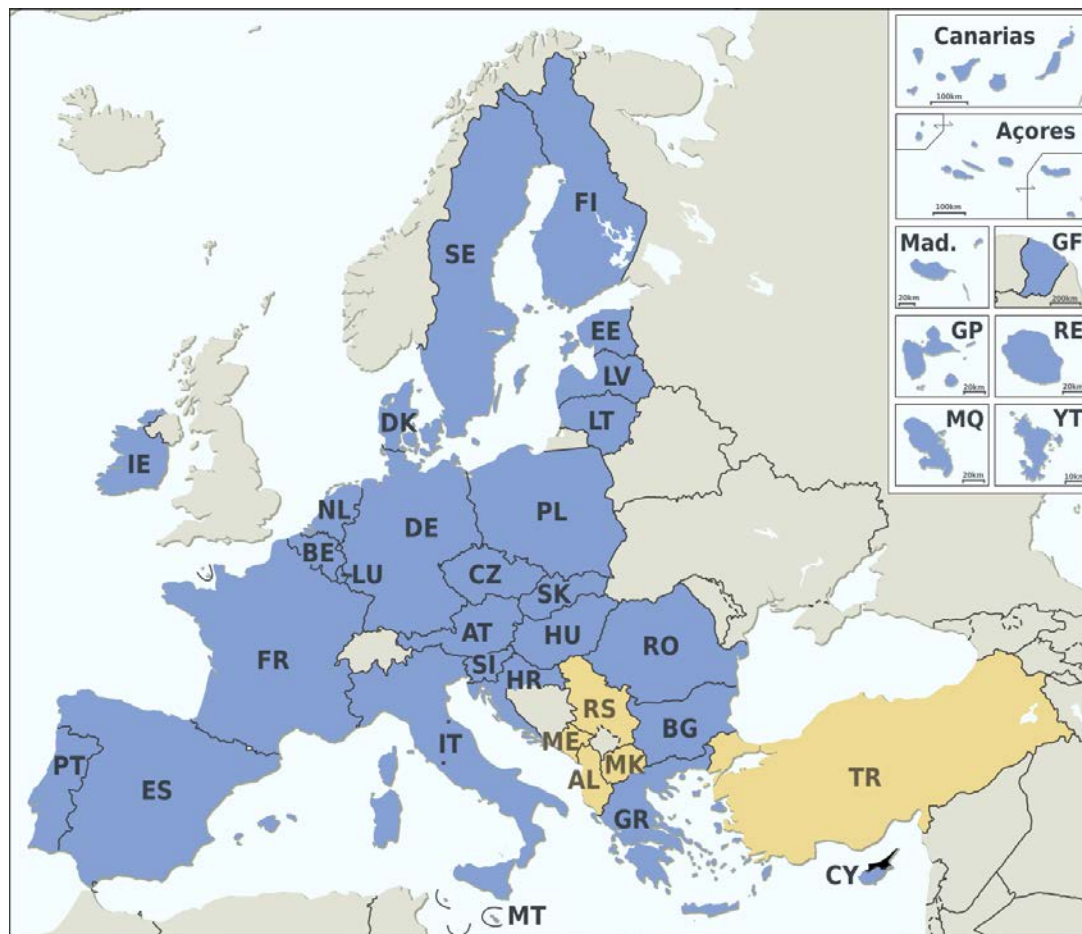 Canarias
100km
Açores
100km
Mad.
20km
GF
200km
GP
20km
RE
20km
MQ
20km
YT
10km
FI
SE
EE
LV
LT
DK
IE
NL
DE
PL
BE
LU
CZ
SK
AT
HU
FR
RO
SI
HR
RS
IT
BG
ME
MK
PT
ES
AL
TR
GR
CY
MT